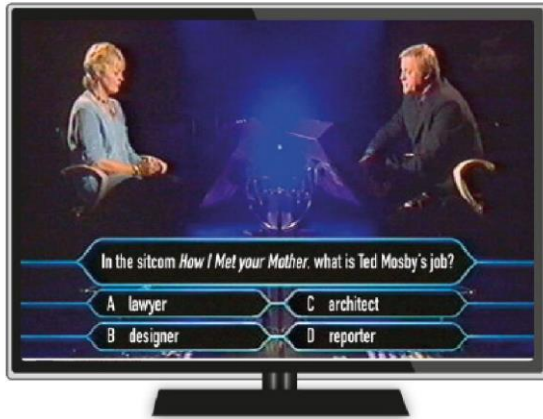 In the sitcom How I Met your Mother, what is Ted Mosby's job?
A lawyer
C architect
B designer
D reporter